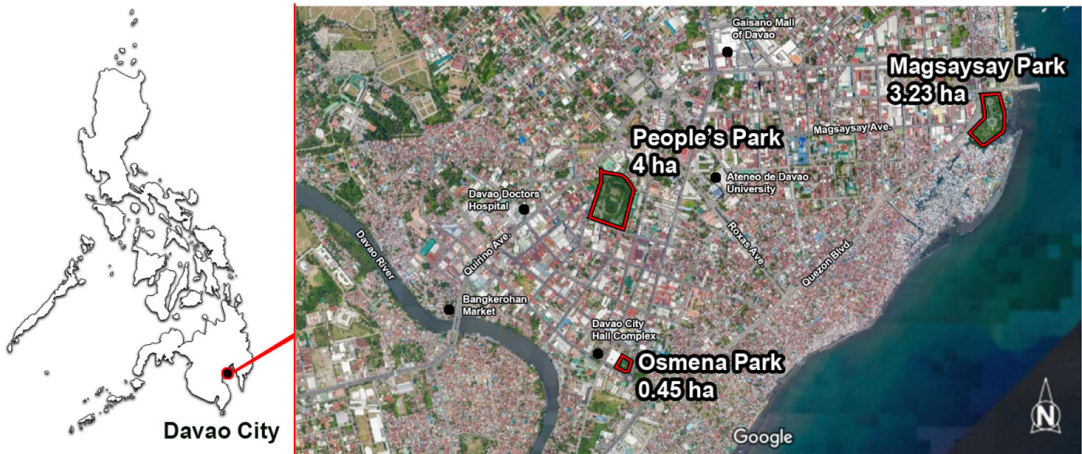 Davao City
Gaisano Mall
of Davao
Magsaysay Park
3.23 ha
Magsaysay Ave.
People's Park
4 ha
Ateneo de Davao
University
Davao Doctors
Hospital
Davao River
Quirino Ave.
Roxas Ave.
Quezon Blvd.
Bangkerohan
Market
Davao City
Hall Complex
Osmena Park
0.45 ha
Google
N